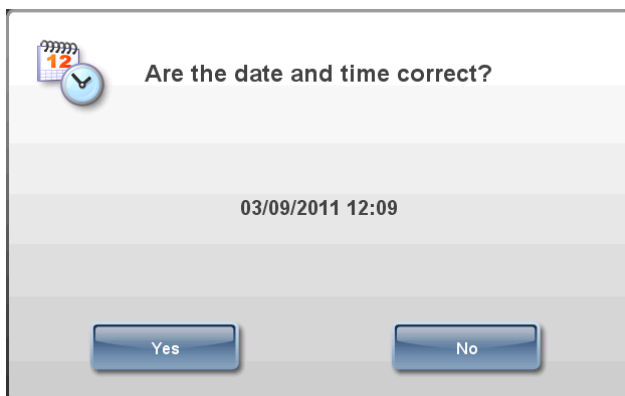 12
Are the date and time correct?
03/09/2011 12:09
Yes
No